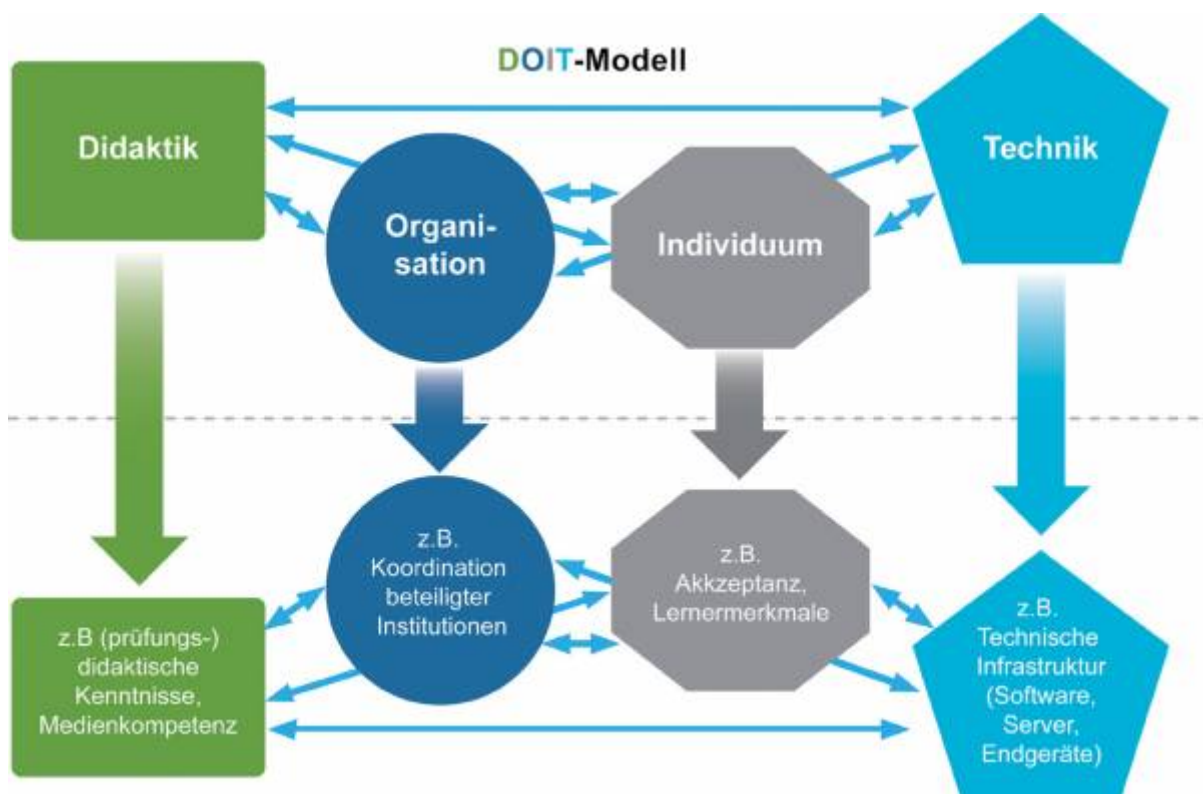 DOIT-Modell
Didaktik
Organi-
sation
Individuum
Technik
z.B (prüfungs-)
didaktische
Kenntnisse,
Medienkompetenz
z.B.
Koordination
beteiligter
Institutionen
z.B.
Akkzeptanz,
Lernermerkmale
z.B.
Technische
Infrastruktur
(Software,
Server,
Endgeräte)